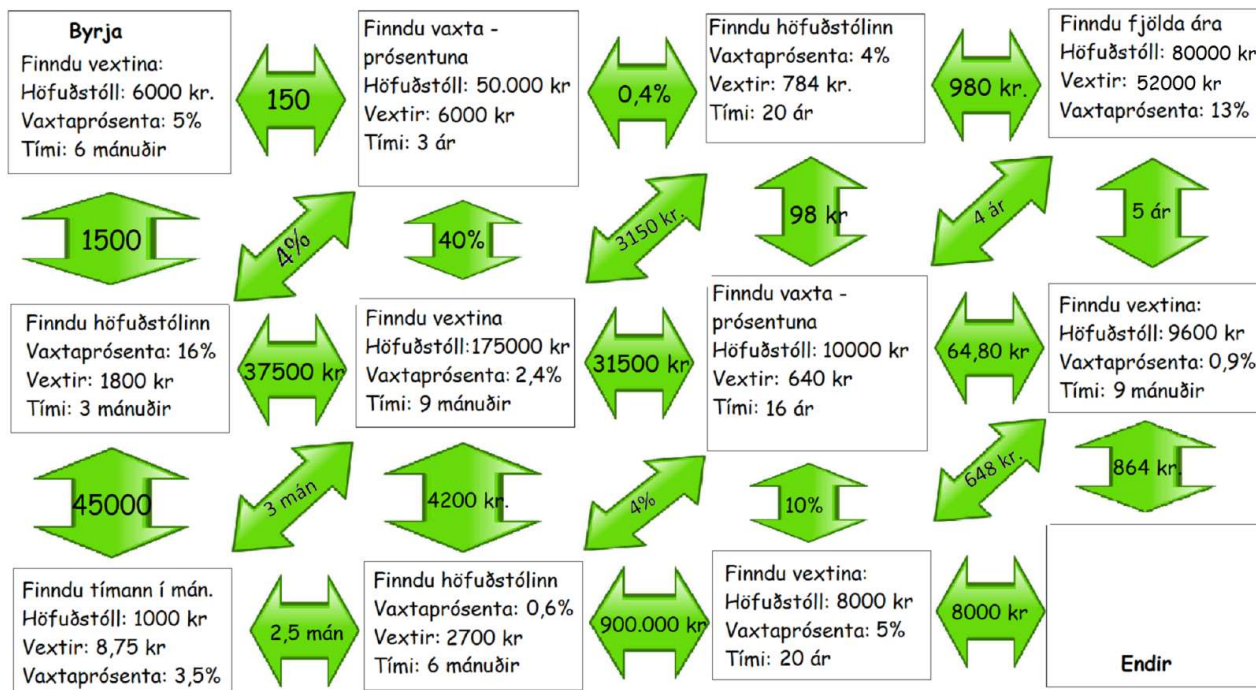 Byrja
Finndu vextina:
Höfuðstóll: 6000 kr.
Vaxtaprósenta: 5%
Tími: 6 mánuðir
150
Finndu vaxta -
prósentuna
Höfuðstóll: 50.000 kr
Vextir: 6000 kr
Tími: 3 ár
0,4%
Finndu höfuðstólinn
Vaxtaprósenta: 4%
Vextir: 784 kr.
Tími: 20 ár
980 kr.
Finndu fjölda ára
Höfuðstóll: 80000 kr
Vextir: 52000 kr
Vaxtaprósenta: 13%
1500
4%
40%
3150 kr.
98 kr
4 ár
5 ár
Finndu höfuðstólinn
Vaxtaprósenta: 16%
Vextir: 1800 kr
Tími: 3 mánuðir
37500 kr
Finndu vextina
Höfuðstóll:175000 kr
Vaxtaprósenta: 2,4%
Tími: 9 mánuðir
31500 kr
Finndu vaxta -
prósentuna
Höfuðstóll: 10000 kr
Vextir: 640 kr
Tími: 16 ár
64,80 kr
Finndu vextina:
Höfuðstóll: 9600 kr
Vaxtaprósenta: 0,9%
Tími: 9 mánuðir
45000
3 mán
4200 kr.
4%
10%
648 kr.
864 kr.
Finndu tímann í mán.
Höfuðstóll: 1000 kr
Vextir: 8,75 kr
Vaxtaprósenta: 3,5%
2,5 mán
Finndu höfuðstólinn
Vaxtaprósenta: 0,6%
Vextir: 2700 kr
Tími: 6 mánuðir
900.000 kr
Finndu vextina:
Höfuðstóll: 8000 kr
Vaxtaprósenta: 5%
Tími: 20 ár
8000 kr
Endir